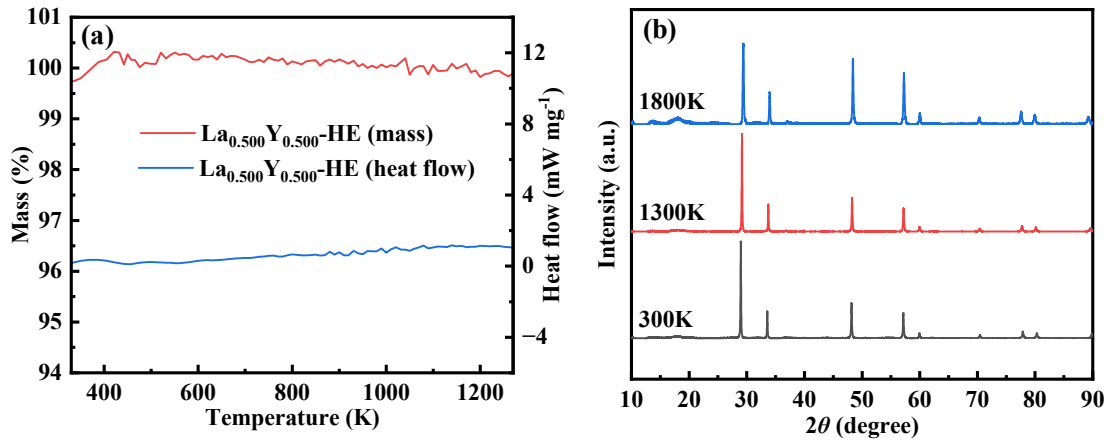 (a)
101
100
99
98
97
96
95
94
Mass (%)
La0.500Y0.500-HE (mass)
La0.500Y0.500-HE (heat flow)
12
8
4
0
−4
Heat flow (mW mg-1)
400 600 800 1000 1200
Temperature (K)
(b)
1800K
1300K
300K
Intensity (a.u.)
10 20 30 40 50 60 70 80 90
2θ (degree)